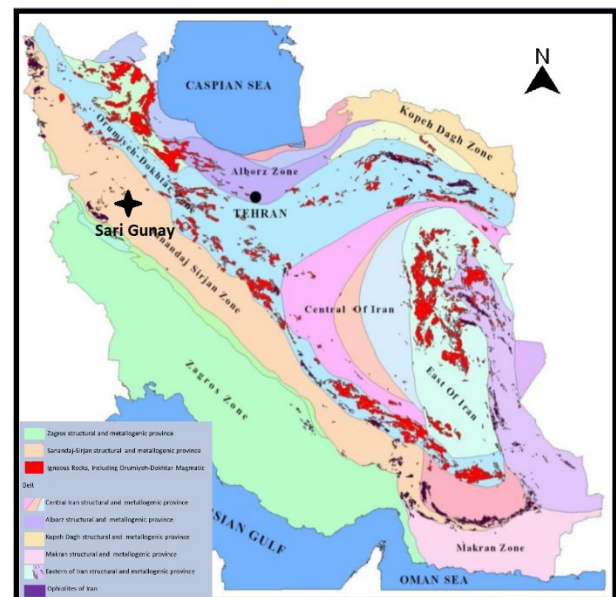 N
CASPIAN SEA
Kopeh Dagh Zone
Orumiyeh-Dokhtar Zone
Alborz Zone
TEHRAN
Sari Gunay
Sanandaj Sirjan Zone
Central Of Iran
East Of Iran
Zagros Zone
SIAN GULF
Makran Zone
OMAN SEA
Zagros structural and metallogenic province
Sanandaj-Sirjan structural and metallogenic province
Igneous Rocks, Including Orumiyeh-Dokhtar Magmatic
Belt
Central Iran structural and metallogenic province
Alborz structural and metallogenic province
Kopeh Dagh structural and metallogenic province
Makran structural and metallogenic province
Eastern of Iran structural and metallogenic province
Ophiolites of Iran